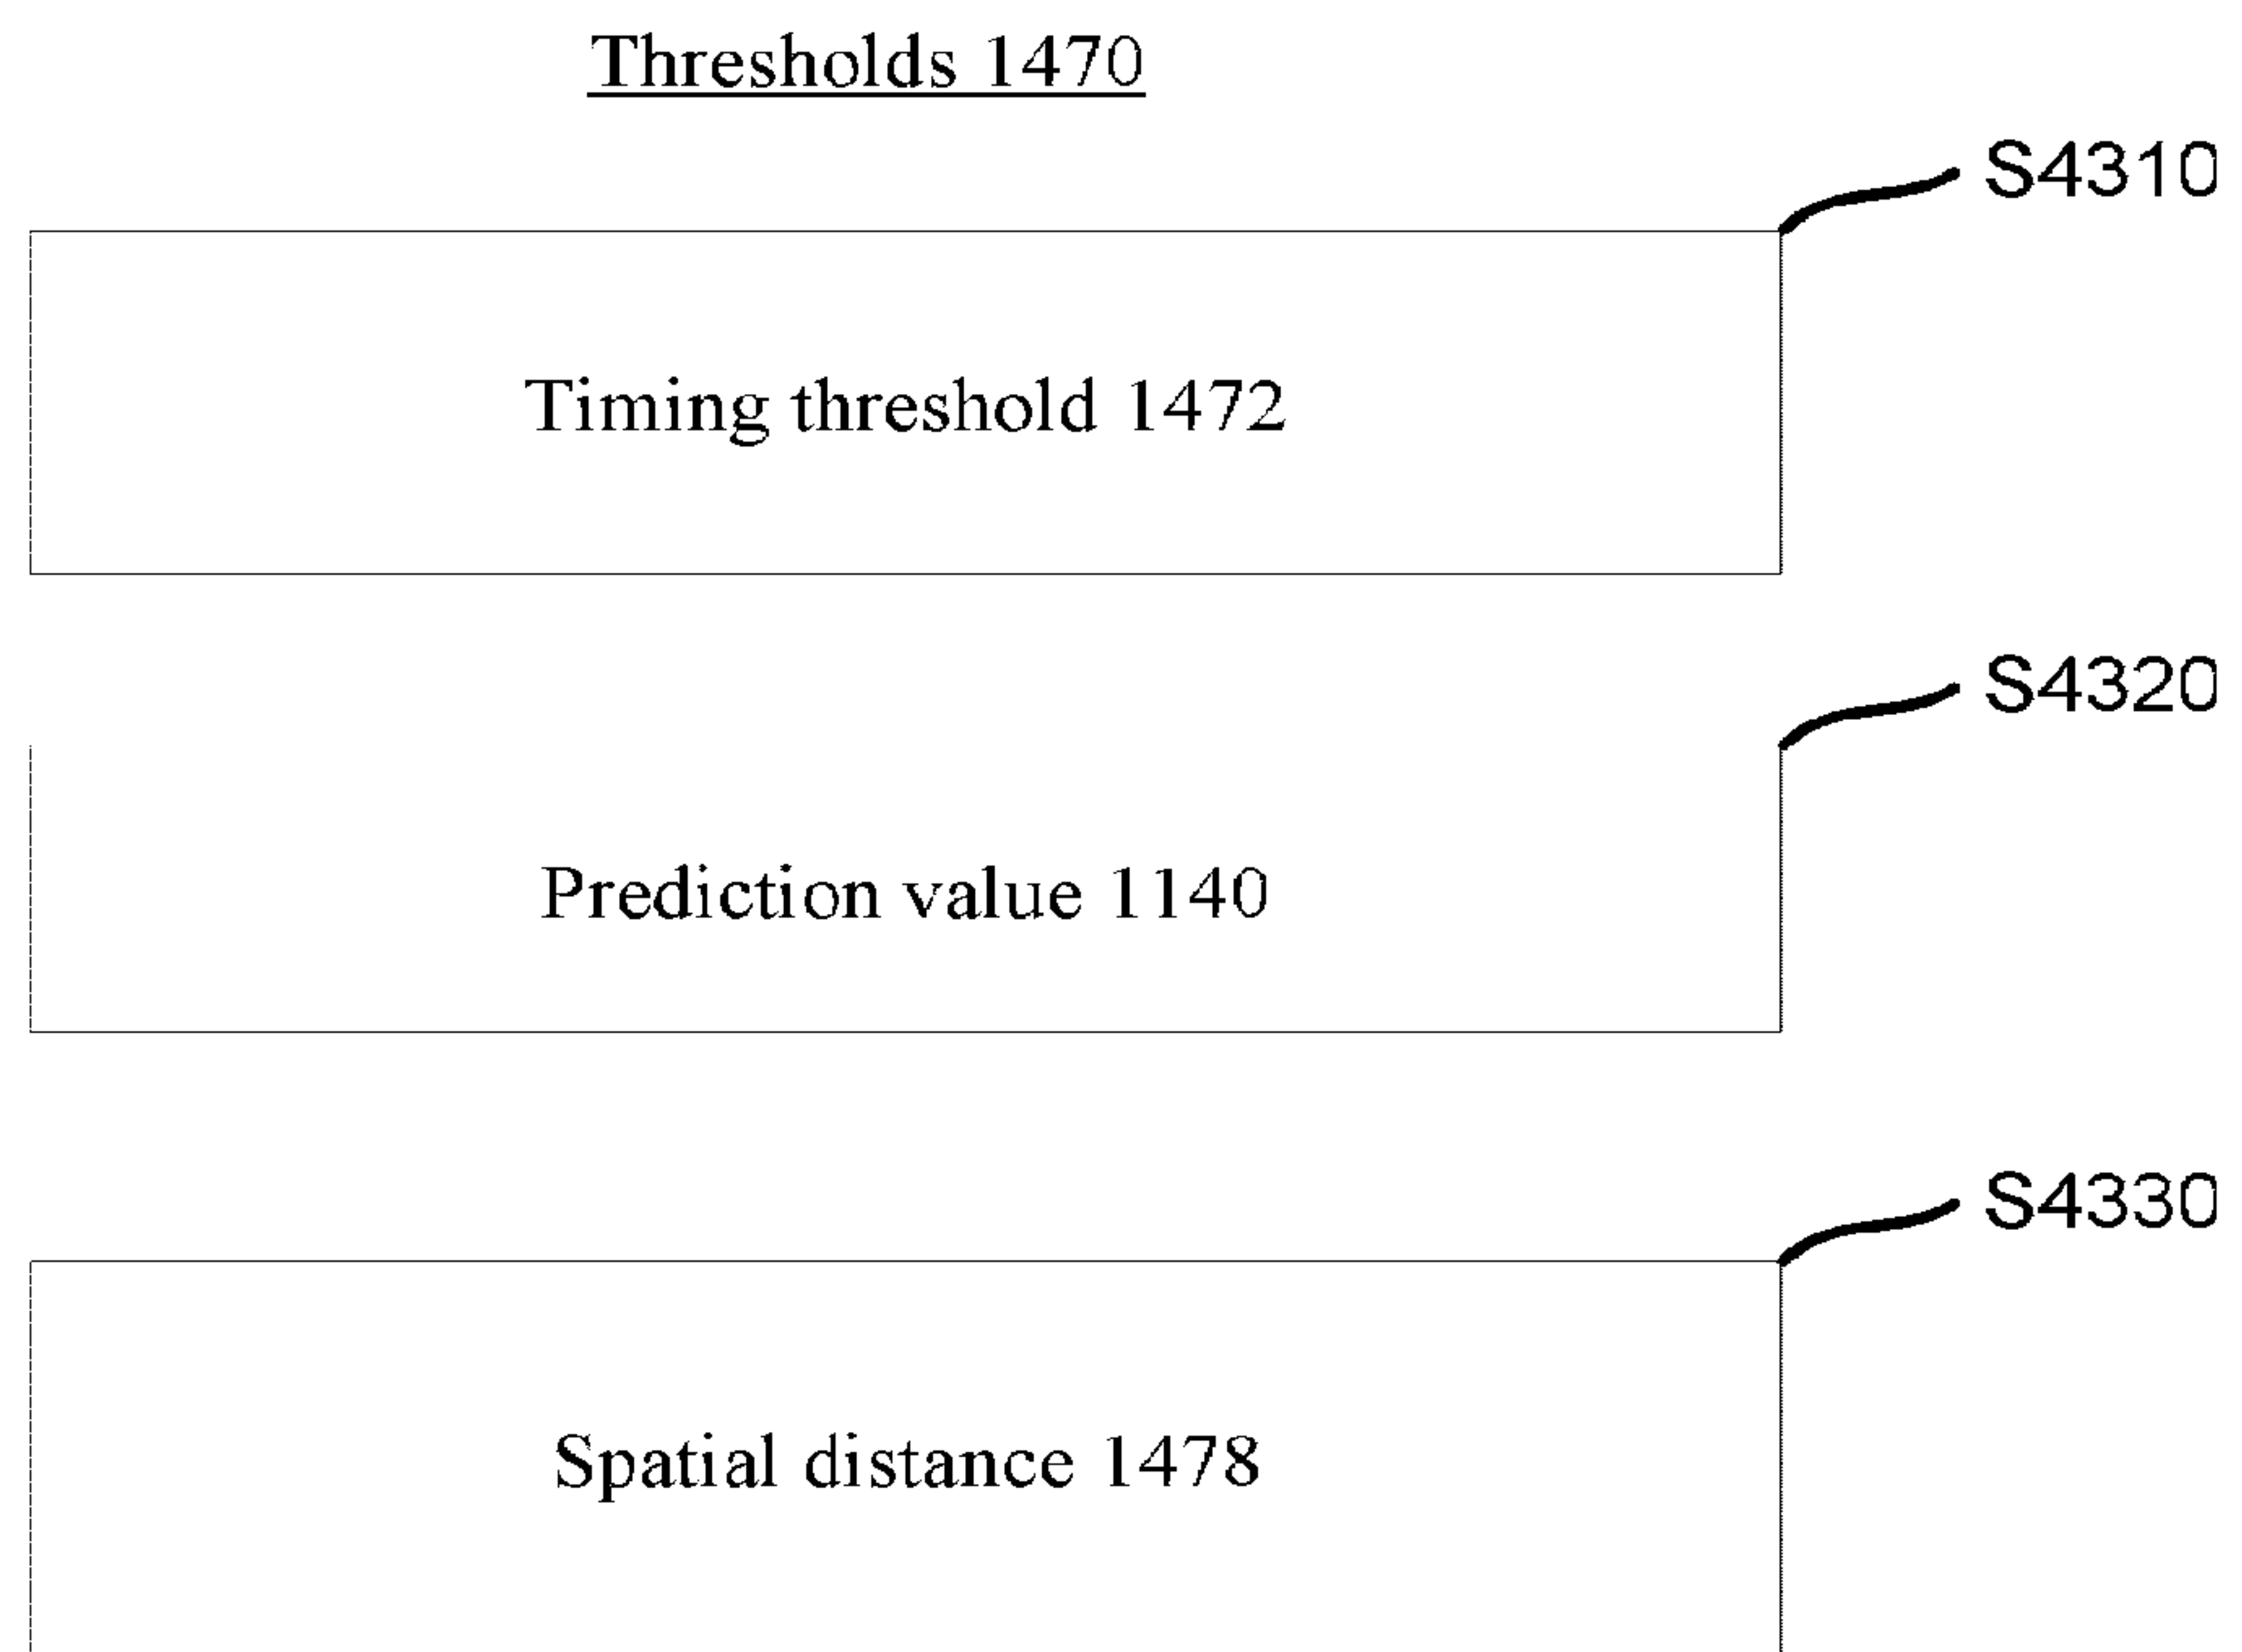 Thresholds 1470
S4310
Timing threshold 1472
S4320
Prediction value 1140
S4330
Spatial distance 1478